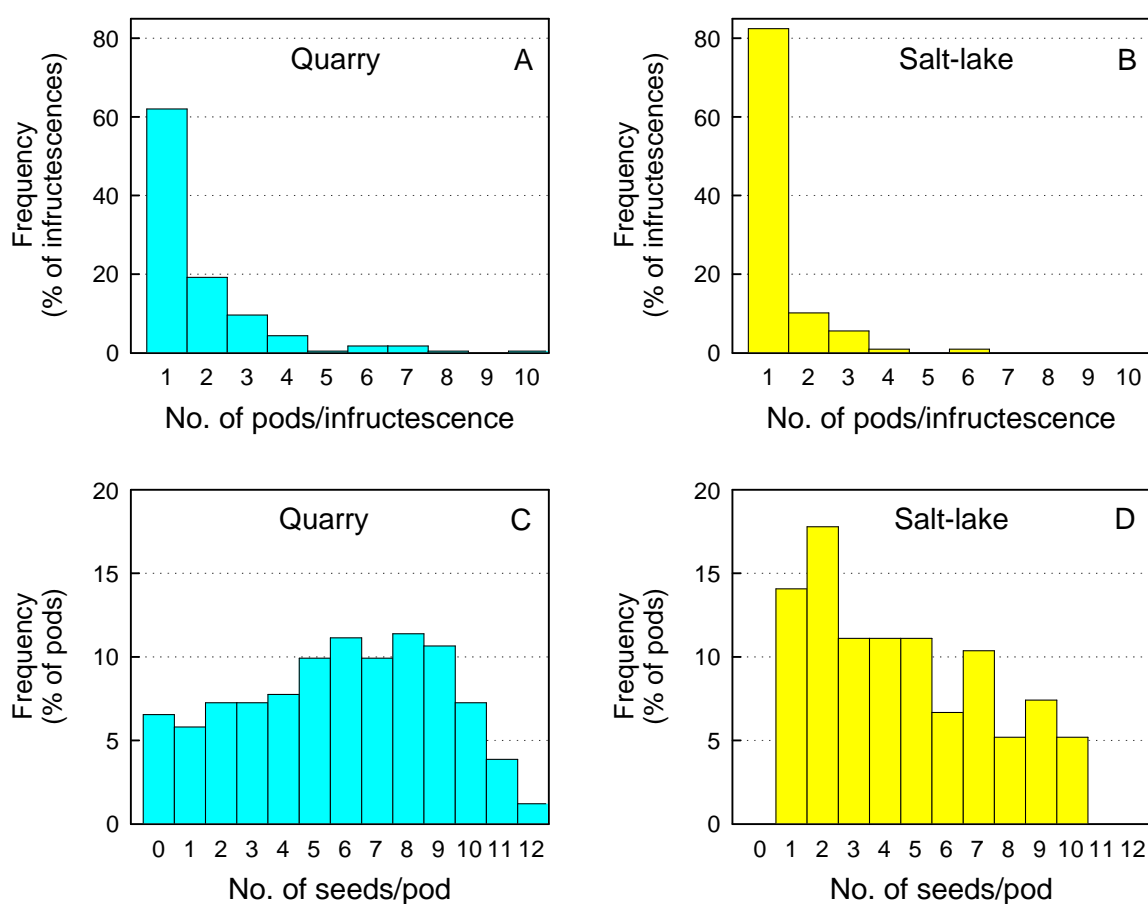 Quarry A
Frequency
(% of infructescences)
80
60
40
20
0
1 2 3 4 5 6 7 8 9 10
No. of pods/infructescence
Salt-lake B
Frequency
(% of infructescences)
80
60
40
20
0
1 2 3 4 5 6 7 8 9 10
No. of pods/infructescence
Quarry C
Frequency
(% of pods)
20
15
10
5
0
0 1 2 3 4 5 6 7 8 9 10 11 12
No. of seeds/pod
Salt-lake D
Frequency
(% of pods)
20
15
10
5
0
0 1 2 3 4 5 6 7 8 9 10 11 12
No. of seeds/pod